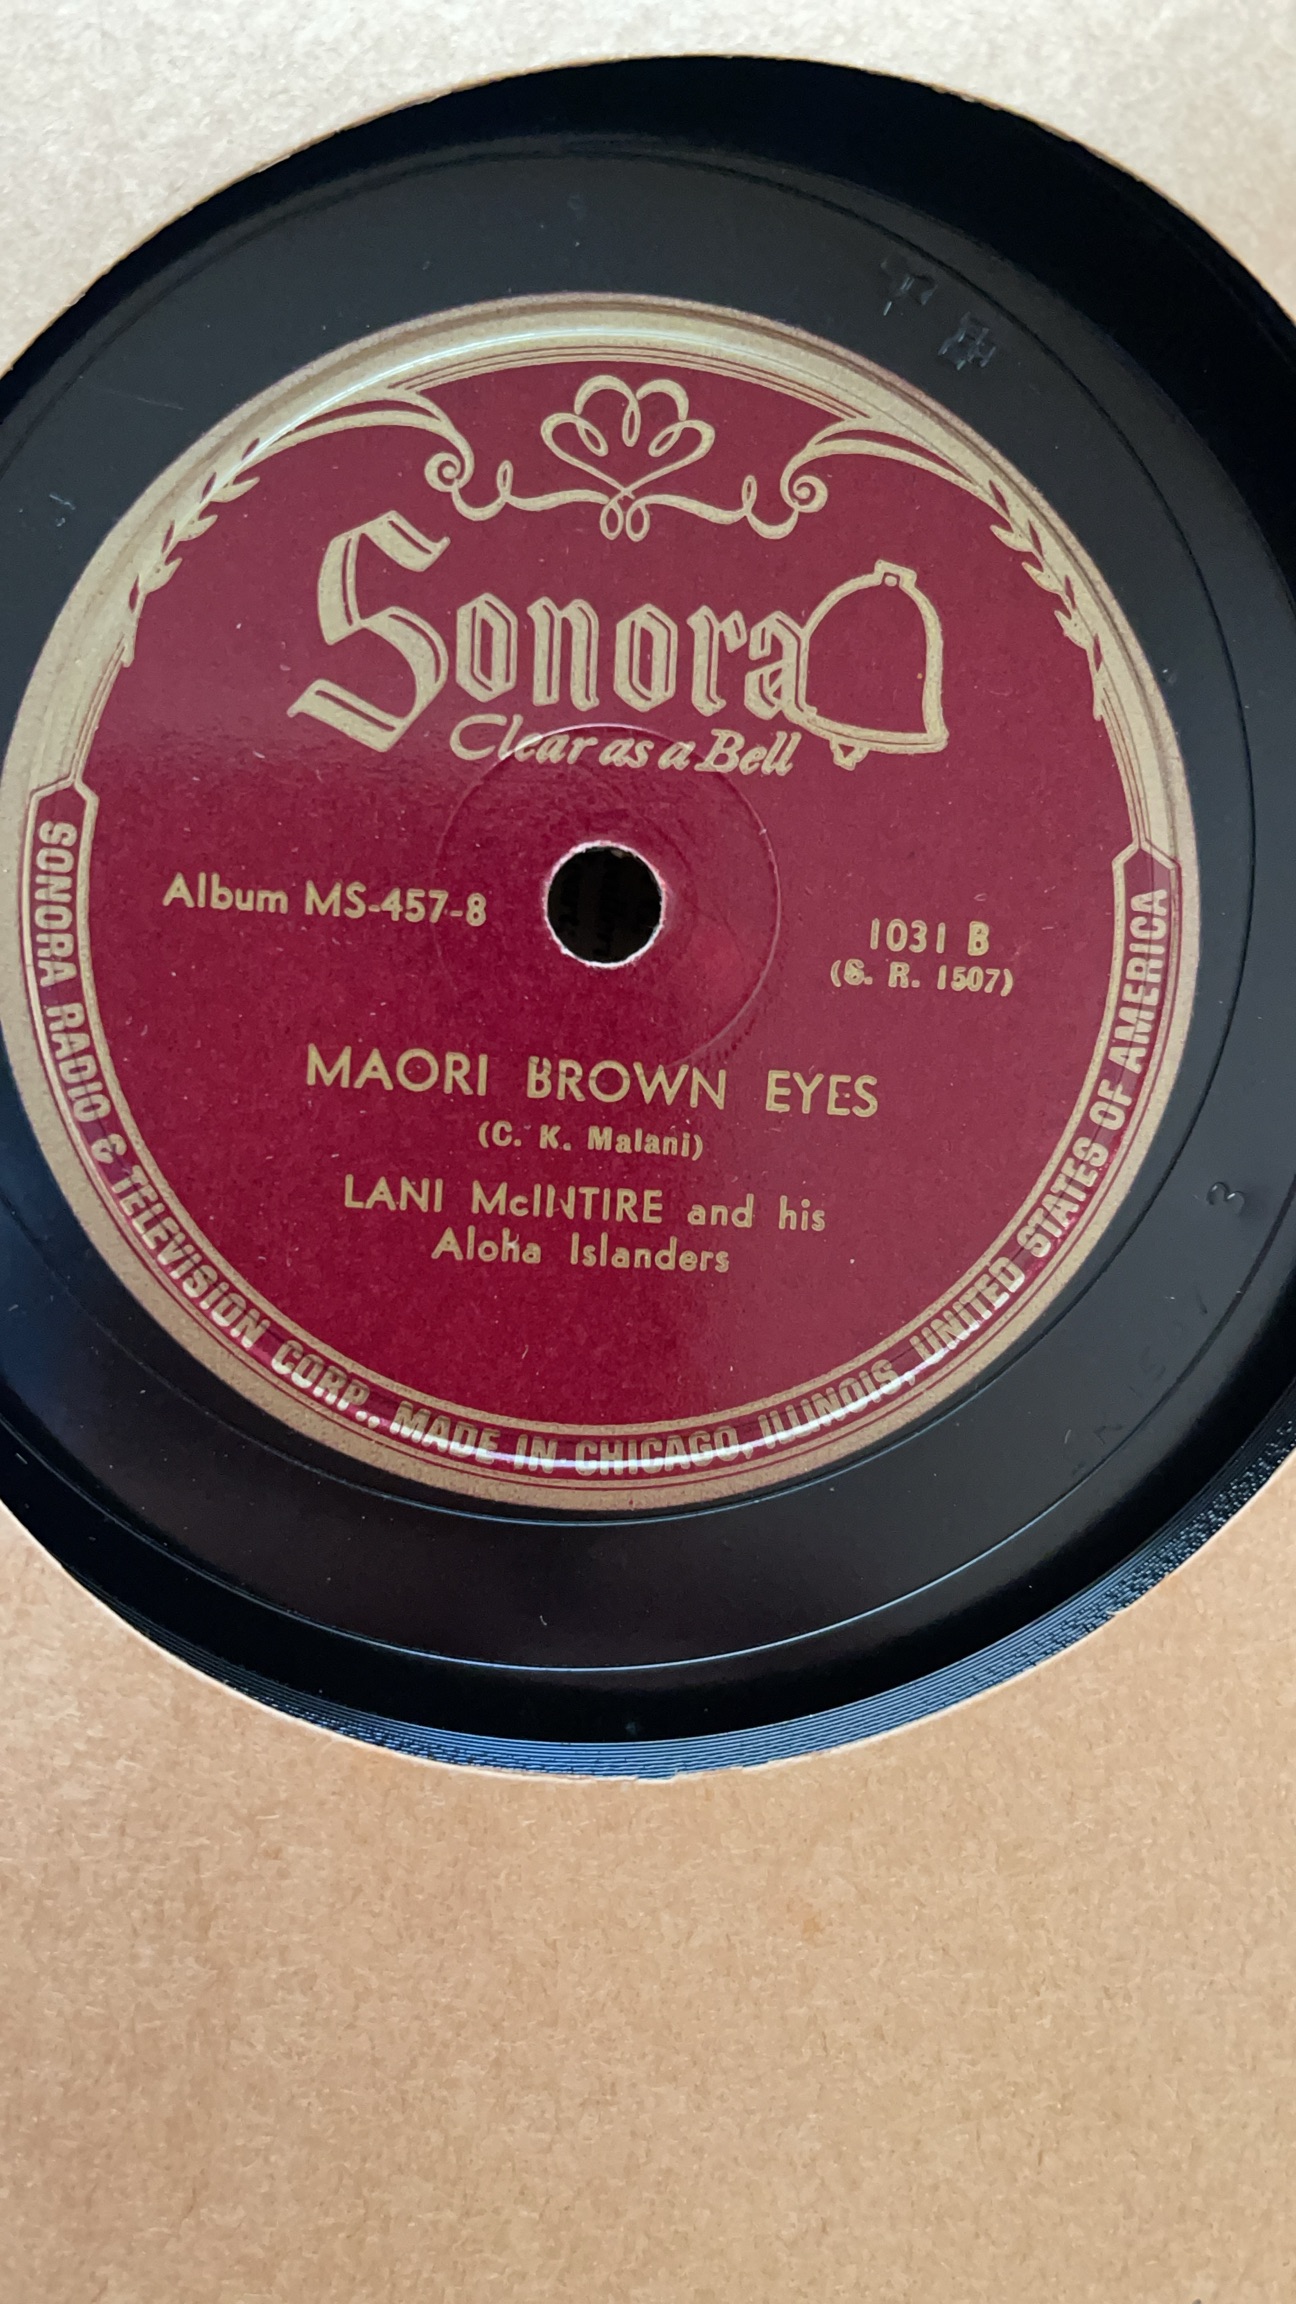 Sonora
Clear as a Bell
Album MS-457-8
1031 B
(S. R. 1507)
MAORI BROWN EYES
(C. K. Malani)
LANI McINTIRE and his
Aloha Islanders
SONORA RADIO & TELEVISION CORP., MADE IN CHICAGO, ILLINOIS, UNITED STATES OF AMERICA
3